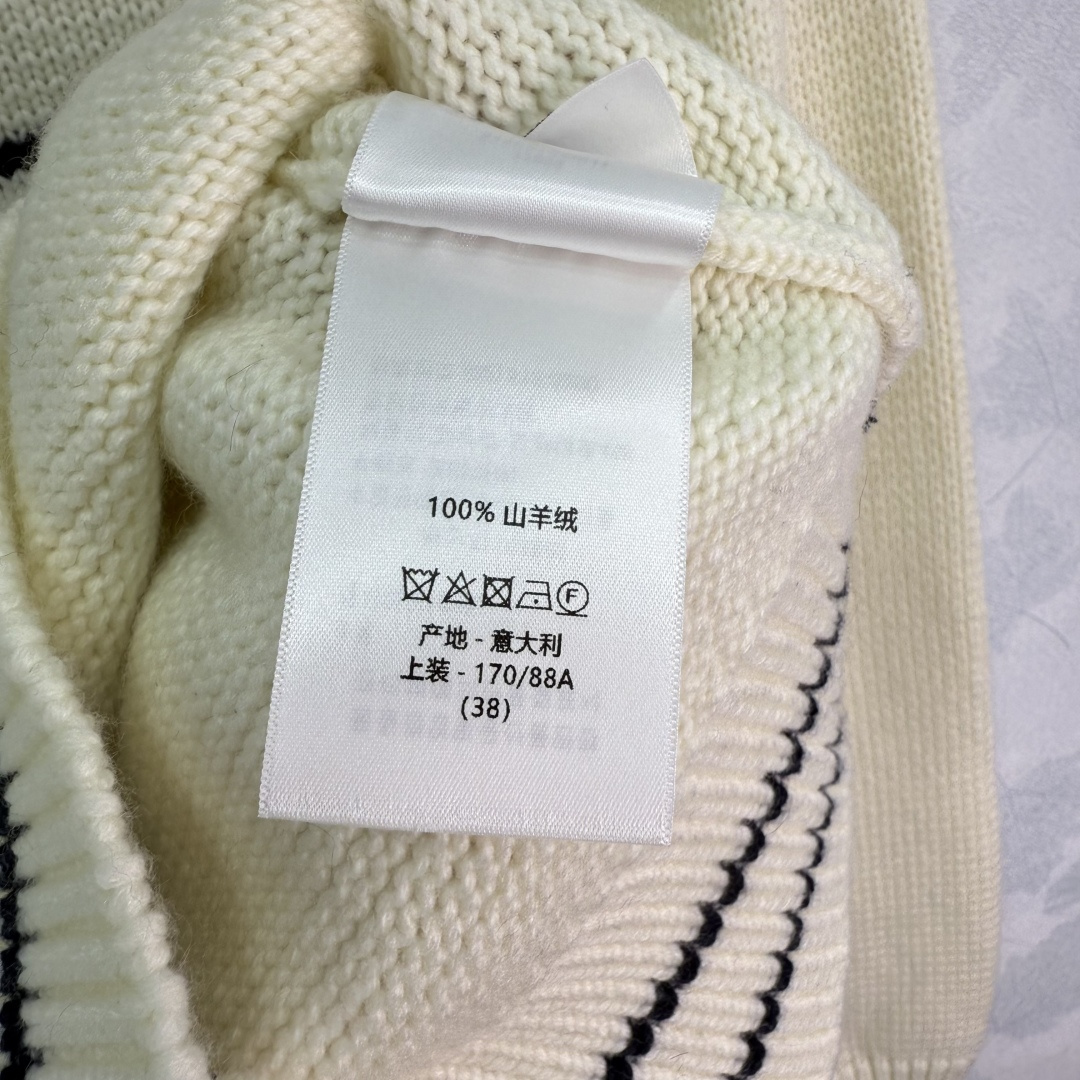 100% 山羊绒
F
产地 - 意大利
上装 - 170/88A
(38)